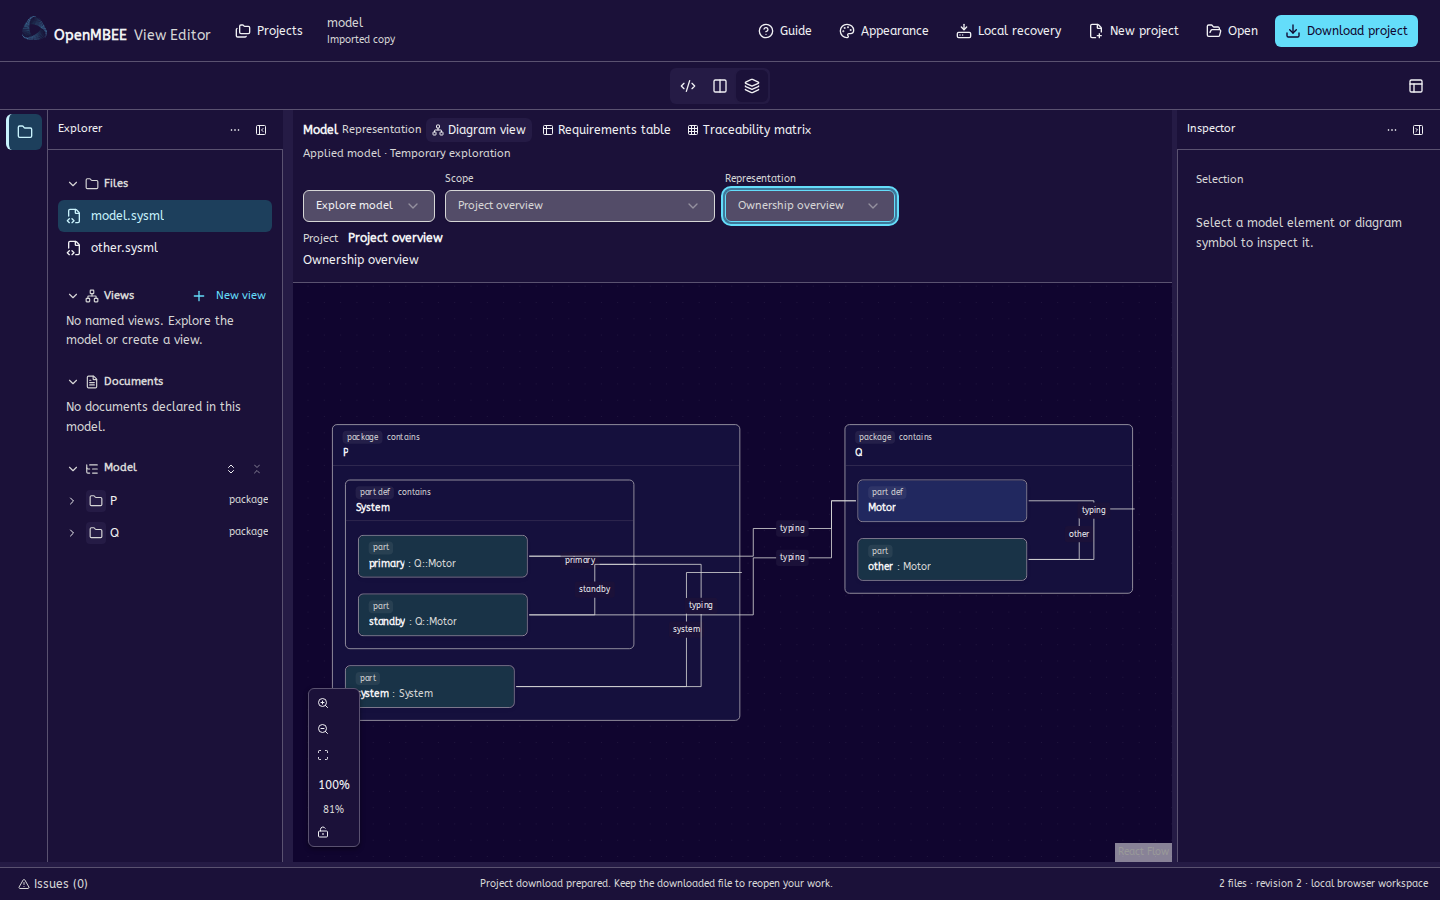 OpenMBEE View Editor
Projects
model
Imported copy
Guide
Appearance
Local recovery
New project
Open
Download project
Explorer
Files
model.sysml
other.sysml
Views
New view
No named views. Explore the
model or create a view.
Documents
No documents declared in this
model.
Model
P package
Q package
Model Representation Diagram view Requirements table Traceability matrix
Applied model · Temporary exploration
Scope
Representation
Explore model
Project overview
Ownership overview
Project Project overview
Ownership overview
package contains
P
part def contains
System
part
primary : Q::Motor
part
standby : Q::Motor
part
ystem : System
primary
standby
typing
system
typing
typing
package contains
Q
part def
Motor
part
other : Motor
typing
other
100%
81%
React Flow
Inspector
Selection
Select a model element or diagram
symbol to inspect it.
Issues (0)
Project download prepared. Keep the downloaded file to reopen your work.
2 files · revision 2 · local browser workspace